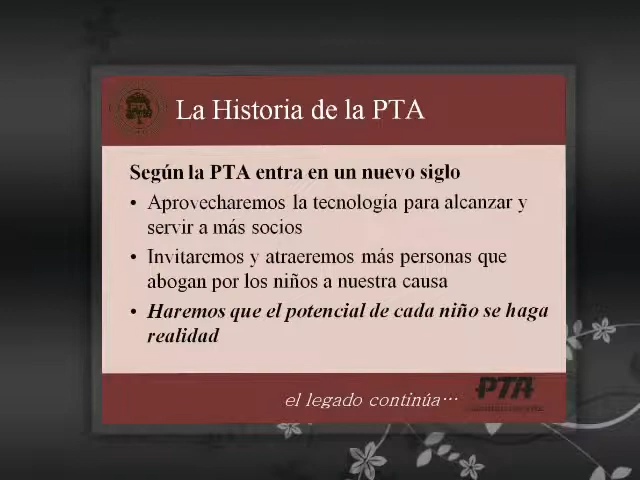 La Historia de la PTA
Según la PTA entra en un nuevo siglo
• Aprovecharemos la tecnología para alcanzar y
servir a más socios
• Invitaremos y atraeremos más personas que
abogan por los niños a nuestra causa
• Haremos que el potencial de cada niño se haga
realidad
el legado continúa…
PTA
PTA